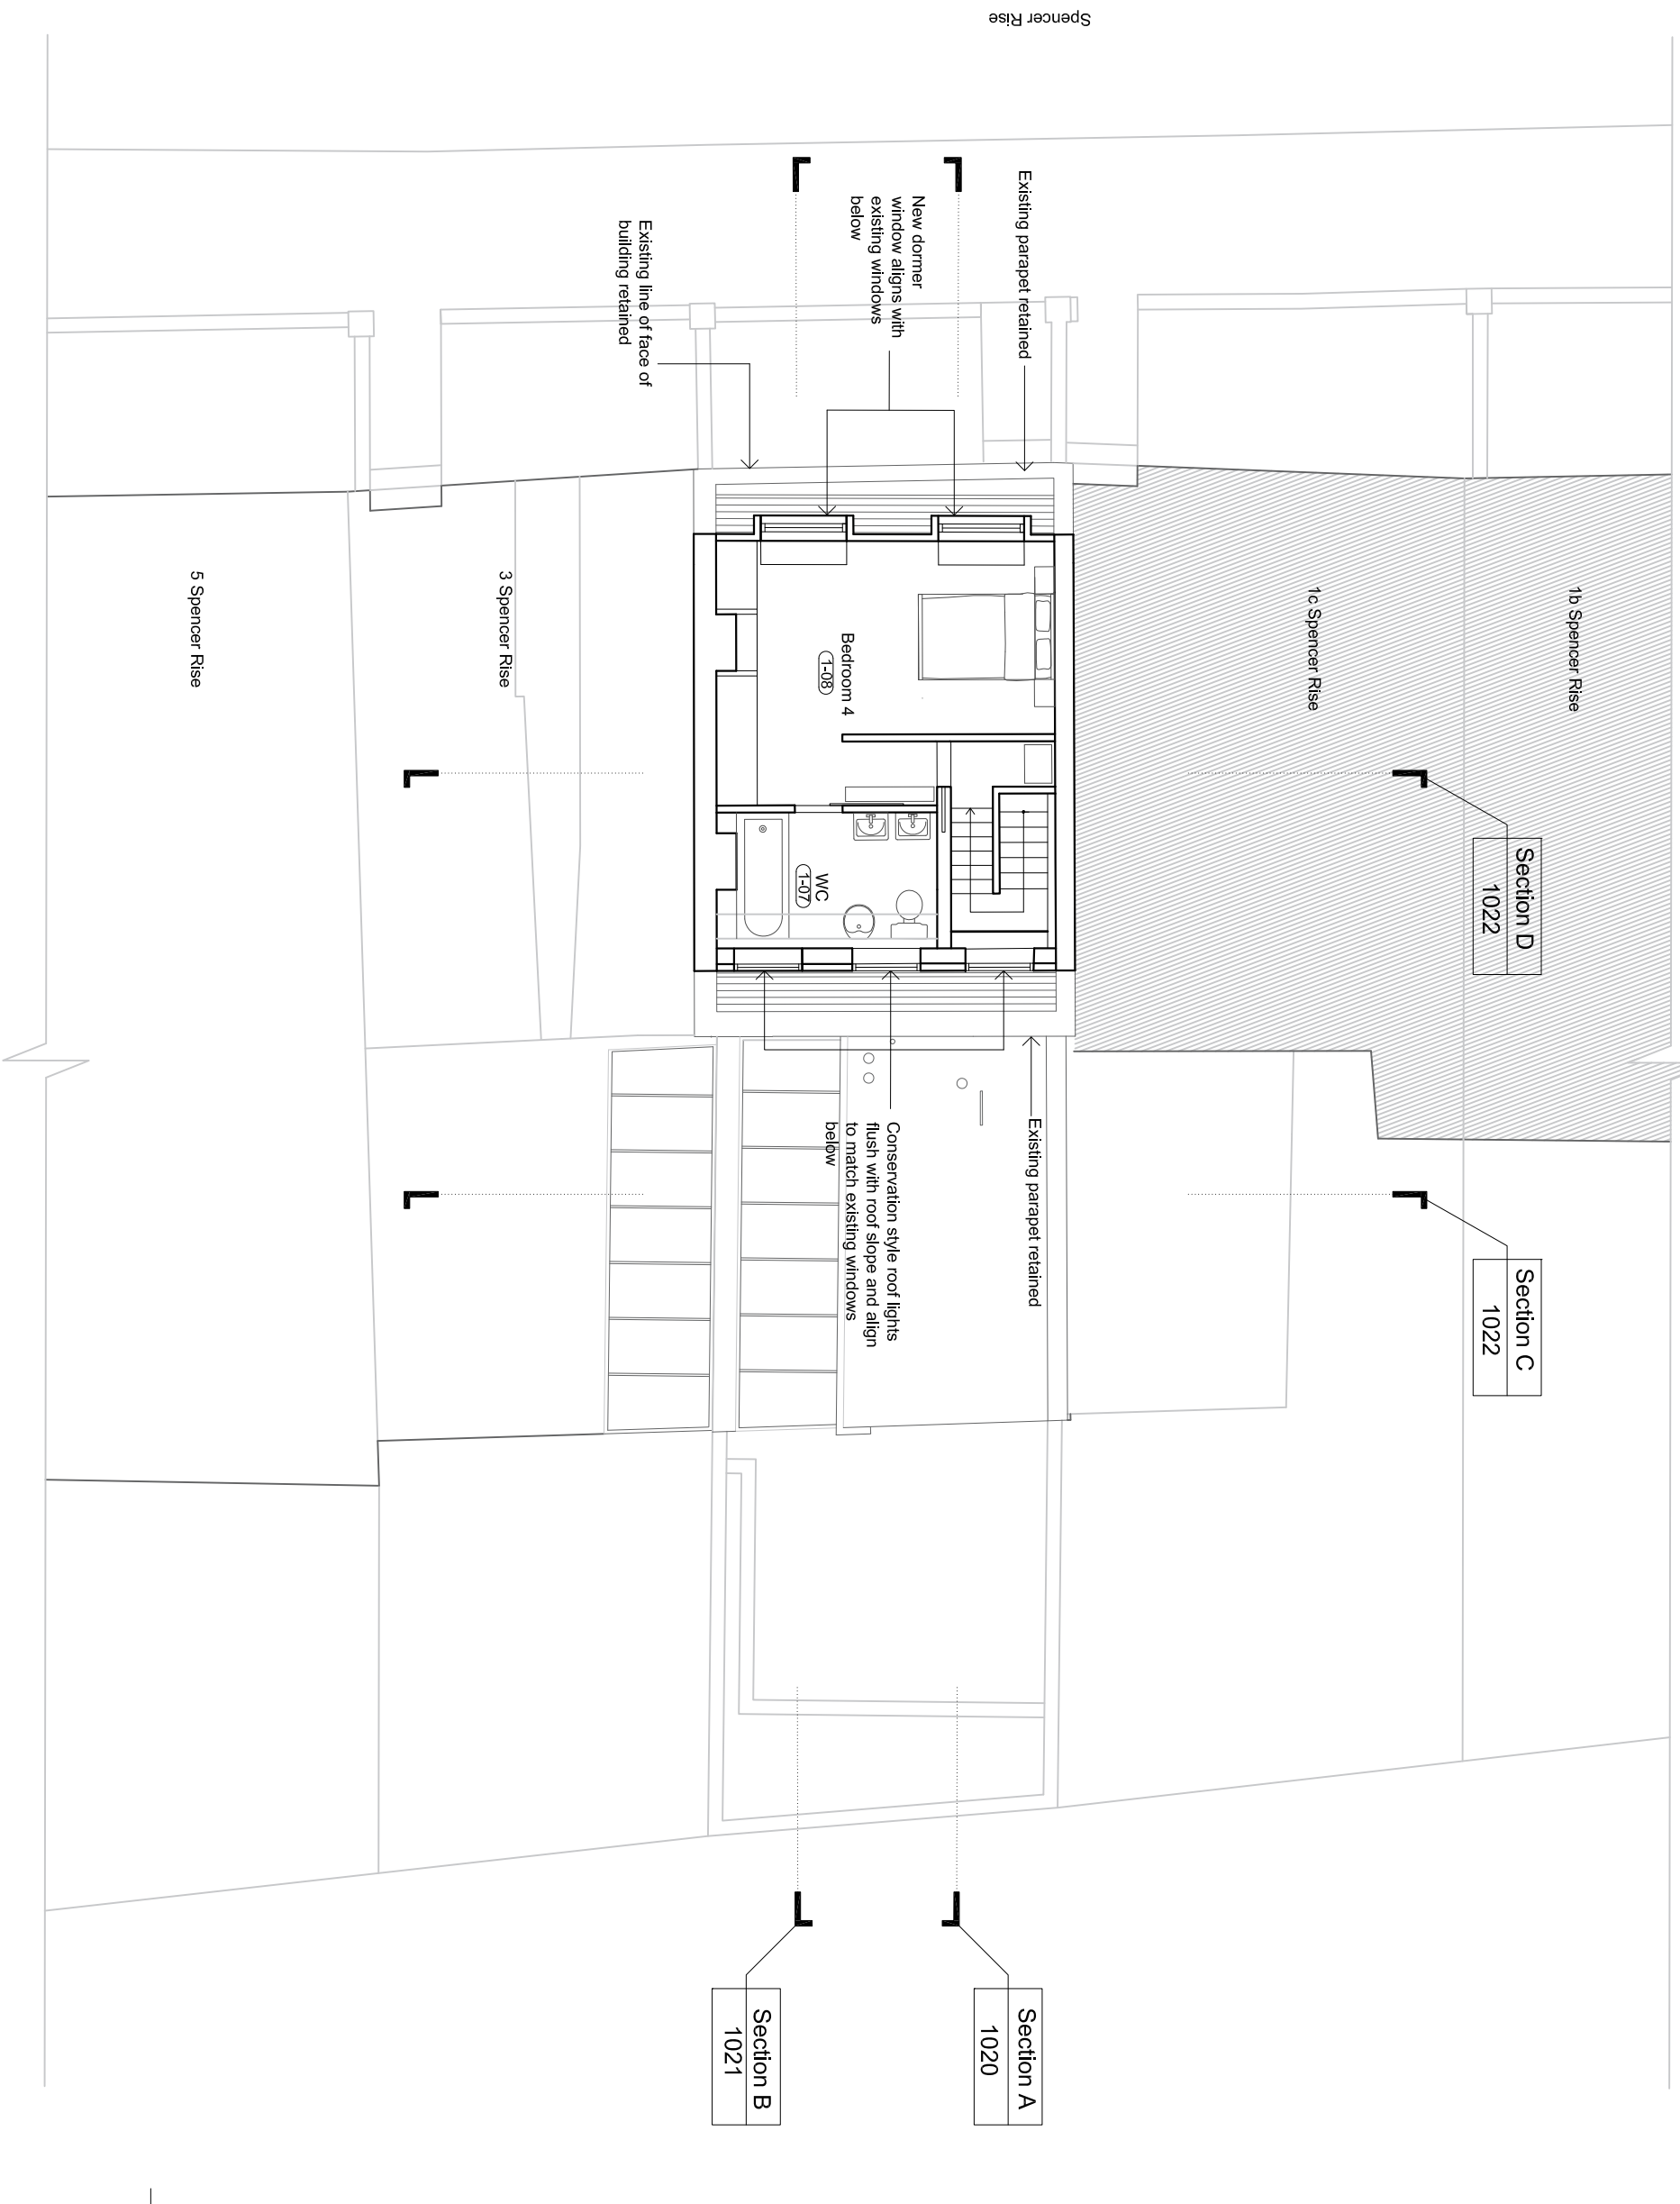 Spencer Rise
Existing parapet retained
New dormer
window aligns with
existing windows
below
Existing line of face of
building retained
1b Spencer Rise
1c Spencer Rise
3 Spencer Rise
5 Spencer Rise
Bedroom 4
1-08
WC
1-07
Section D
1022
Section C
1022
Existing parapet retained
Conservation style roof lights
flush with roof slope and align
to match existing windows
below
Section A
1020
Section B
1021